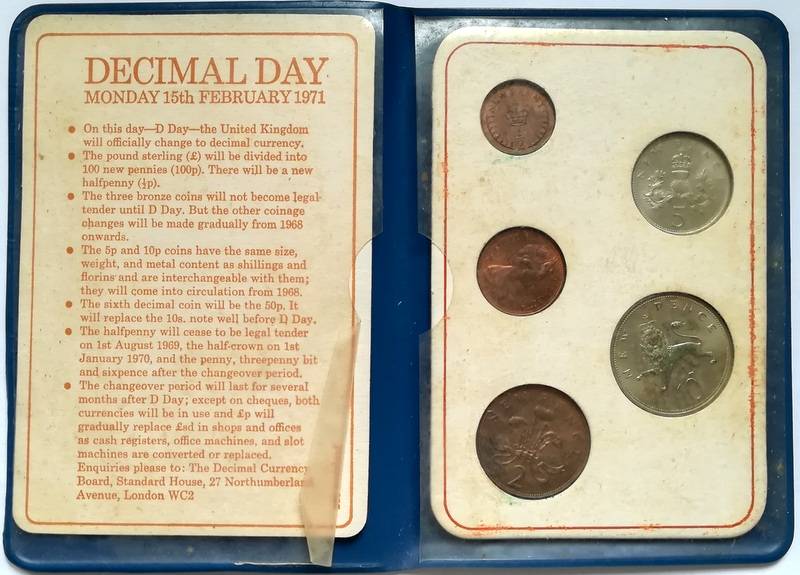 DECIMAL DAY
MONDAY 15th FEBRUARY 1971
● On this day—D Day—the United Kingdom
will officially change to decimal currency.
● The pound sterling (£) will be divided into
100 new pennies (100p). There will be a new
halfpenny (½p).
● The three bronze coins will not become legal
tender until D Day. But the other coinage
changes will be made gradually from 1968
onwards.
● The 5p and 10p coins have the same size,
weight, and metal content as shillings and
florins and are interchangeable with them;
they will come into circulation from 1968.
● The sixth decimal coin will be the 50p. It
will replace the 10s. note well before D Day.
● The halfpenny will cease to be legal tender
on 1st August 1969, the half-crown on 1st
January 1970, and the penny, threepenny bit
and sixpence after the changeover period.
● The changeover period will last for several
months after D Day; except on cheques, both
currencies will be in use and £p will
gradually replace £sd in shops and offices
as cash registers, office machines, and slot
machines are converted or replaced.
Enquiries please to: The Decimal Currency
Board, Standard House, 27 Northumberland
Avenue, London WC2
1
2
5
2
NEW PENCE
10